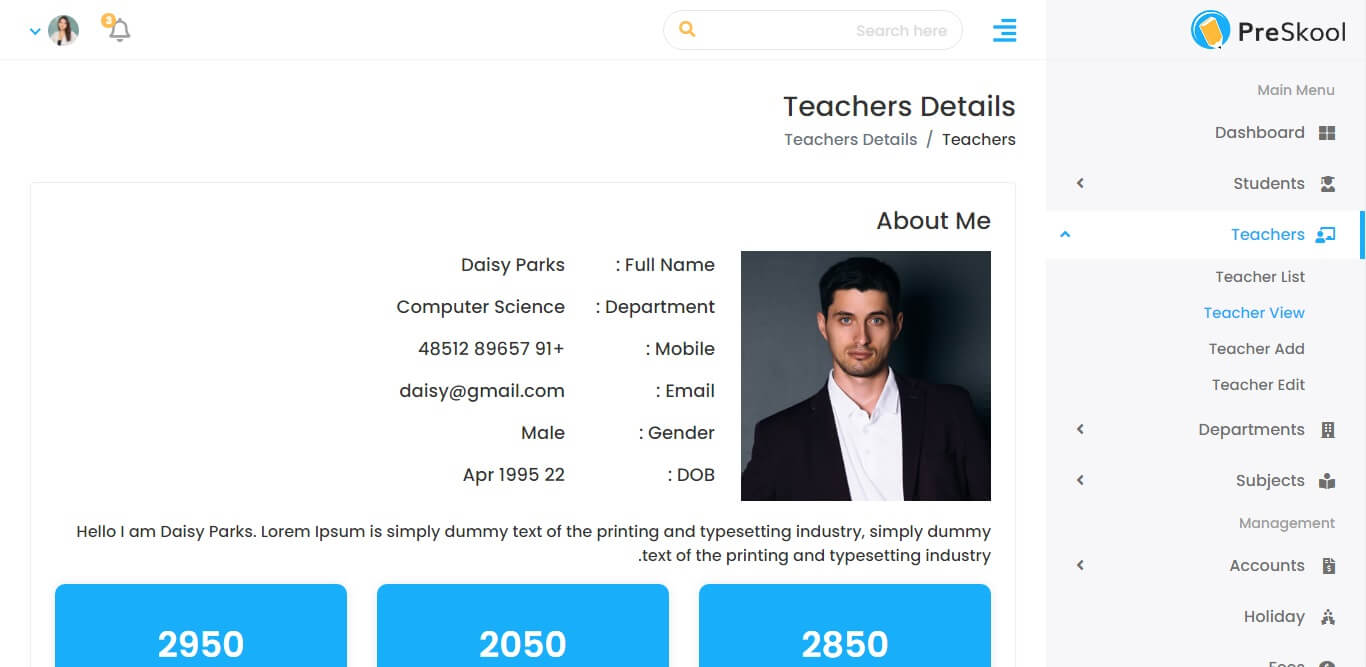 3
Search here
PreSkool
Main Menu
Dashboard
Students
Teachers
Teacher List
Teacher View
Teacher Add
Teacher Edit
Departments
Subjects
Management
Accounts
Holiday
Teachers Details
Teachers Details / Teachers
About Me
: Full Name Daisy Parks
: Department Computer Science
: Mobile 48512 89657 91+
: Email daisy@gmail.com
: Gender Male
: DOB Apr 1995 22
Hello I am Daisy Parks. Lorem Ipsum is simply dummy text of the printing and typesetting industry, simply dummy
.text of the printing and typesetting industry
2950 2050 2850